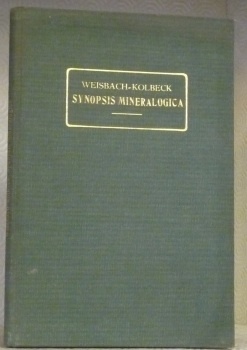 WEISBACH-KOLBECK
SYNOPSIS MINERALOGICA